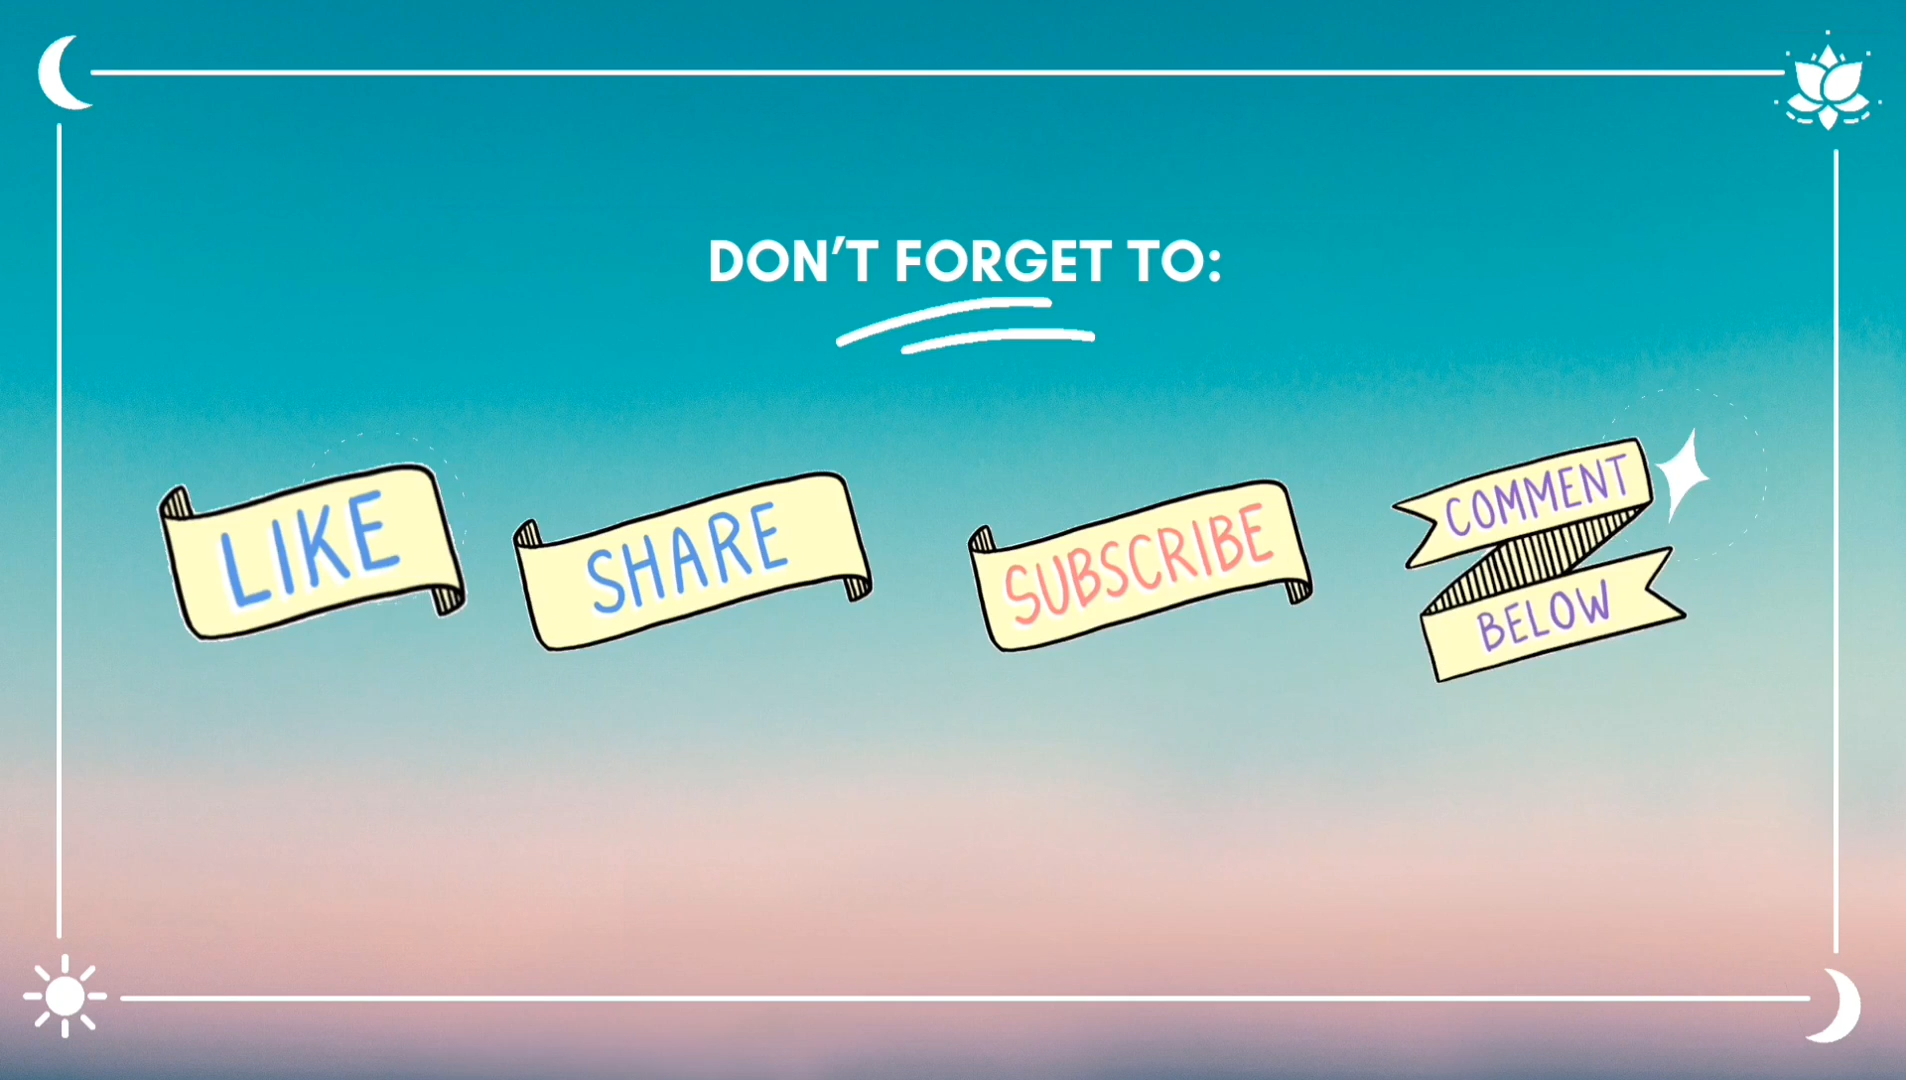 DON'T FORGET TO:
LIKE
SHARE
SUBSCRIBE
COMMENT
BELOW